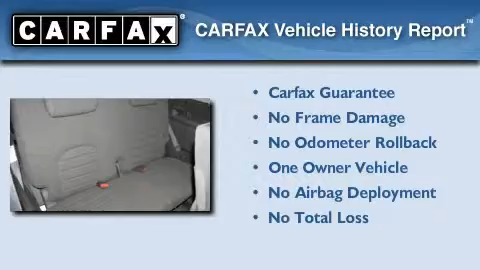 CARFAX® CARFAX Vehicle History Report™
• Carfax Guarantee
• No Frame Damage
• No Odometer Rollback
• One Owner Vehicle
• No Airbag Deployment
• No Total Loss